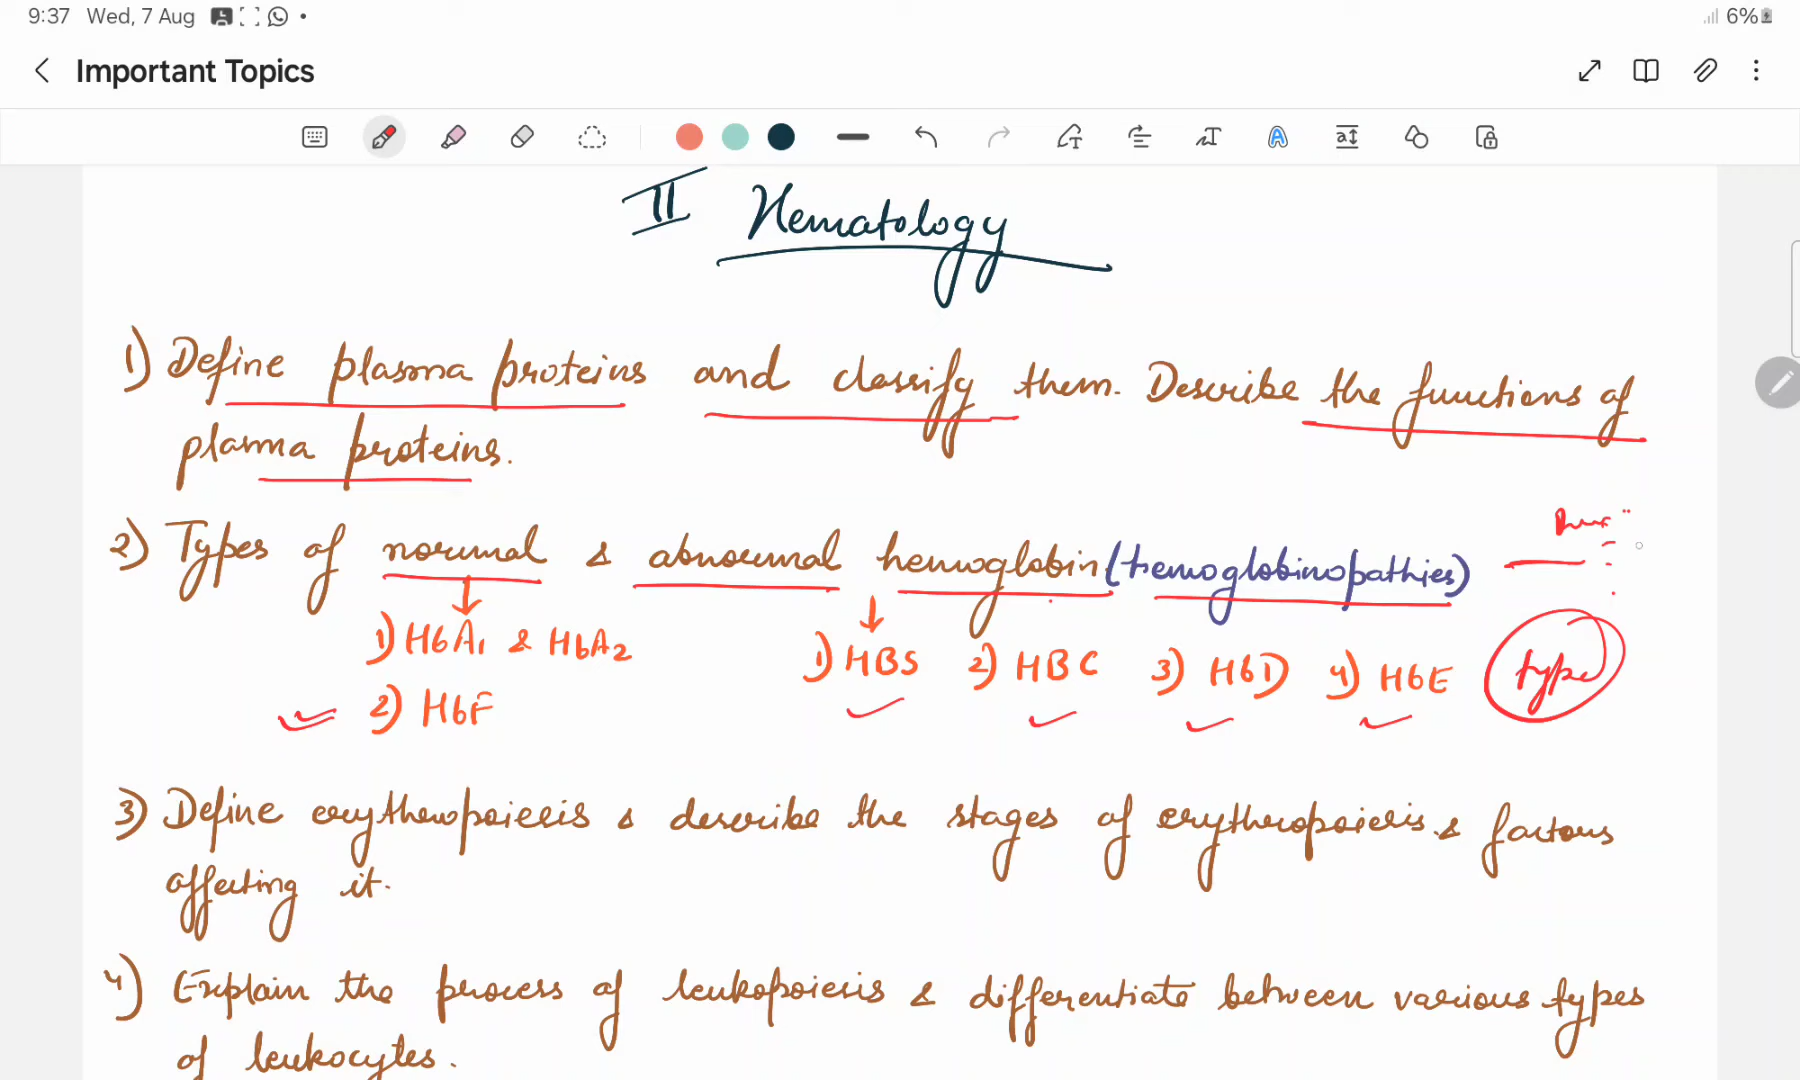 9:37 Wed, 7 Aug
6%
Important Topics
II Hematology
1) Define plasma proteins and classify them. Describe the functions of
plasma proteins.
2) Types of normal & abnormal hemoglobin (hemoglobinopathies)
1) HbA1 & HbA2
1) HBS 2) HBC 3) HbD 4) HbE type
2) HbF
3) Define erythropoiesis & describe the stages of erythropoiesis & factors
affecting it.
4) Explain the process of leukopoiesis & differentiate between various types
of leukocytes.